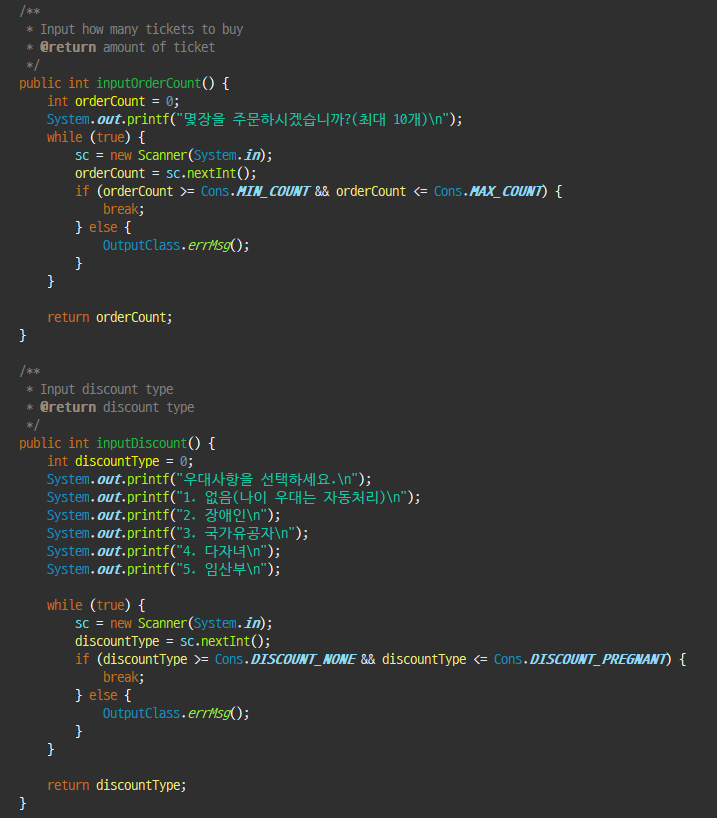 /**
 * Input how many tickets to buy
 * @return amount of ticket
 */
public int inputOrderCount() {
    int orderCount = 0;
    System.out.printf("몇장을 주문하시겠습니까?(최대 10개)\n");
    while (true) {
        sc = new Scanner(System.in);
        orderCount = sc.nextInt();
        if (orderCount >= Cons.MIN_COUNT && orderCount <= Cons.MAX_COUNT) {
            break;
        } else {
            OutputClass.errMsg();
        }
    }

    return orderCount;
}

/**
 * Input discount type
 * @return discount type
 */
public int inputDiscount() {
    int discountType = 0;
    System.out.printf("우대사항을 선택하세요.\n");
    System.out.printf("1. 없음(나이 우대는 자동처리)\n");
    System.out.printf("2. 장애인\n");
    System.out.printf("3. 국가유공자\n");
    System.out.printf("4. 다자녀\n");
    System.out.printf("5. 임산부\n");

    while (true) {
        sc = new Scanner(System.in);
        discountType = sc.nextInt();
        if (discountType >= Cons.DISCOUNT_NONE && discountType <= Cons.DISCOUNT_PREGNANT) {
            break;
        } else {
            OutputClass.errMsg();
        }
    }

    return discountType;
}